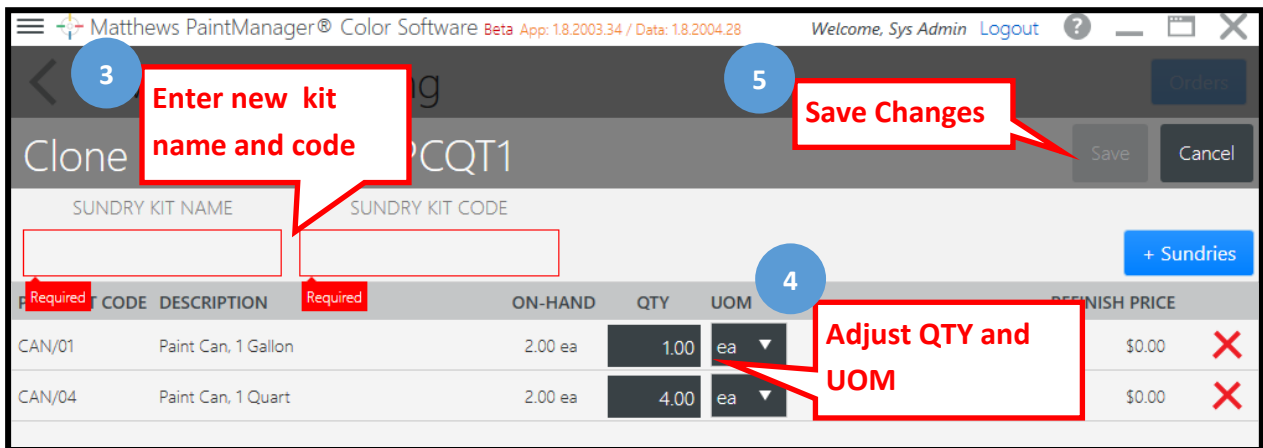 Matthews PaintManager® Color Software Beta App: 1.8.2003.34 / Data: 1.8.2004.28 Welcome, Sys Admin Logout ?
3 Enter new kit name and code
5 Save Changes
Orders
Clone PCQT1 Save Cancel
SUNDRY KIT NAME SUNDRY KIT CODE
+ Sundries
Required Required
CODE DESCRIPTION ON-HAND QTY UOM PRICE
4 Adjust QTY and UOM
CAN/01 Paint Can, 1 Gallon 2.00 ea 1.00 ea $0.00
CAN/04 Paint Can, 1 Quart 2.00 ea 4.00 ea $0.00